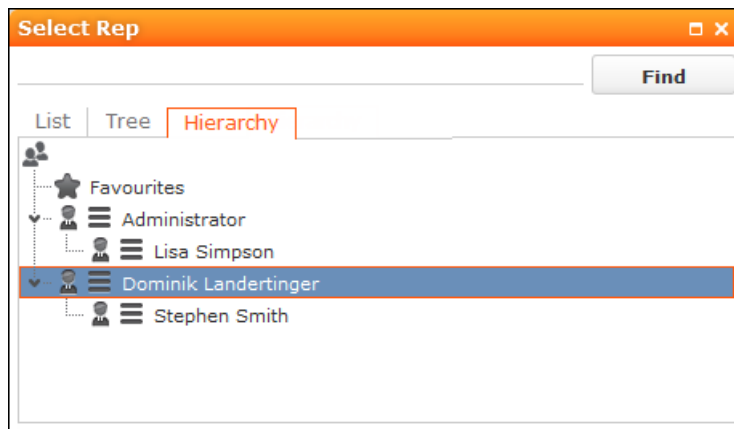 Select Rep
Find
List Tree Hierarchy
Favourites
Administrator
Lisa Simpson
Dominik Landertinger
Stephen Smith